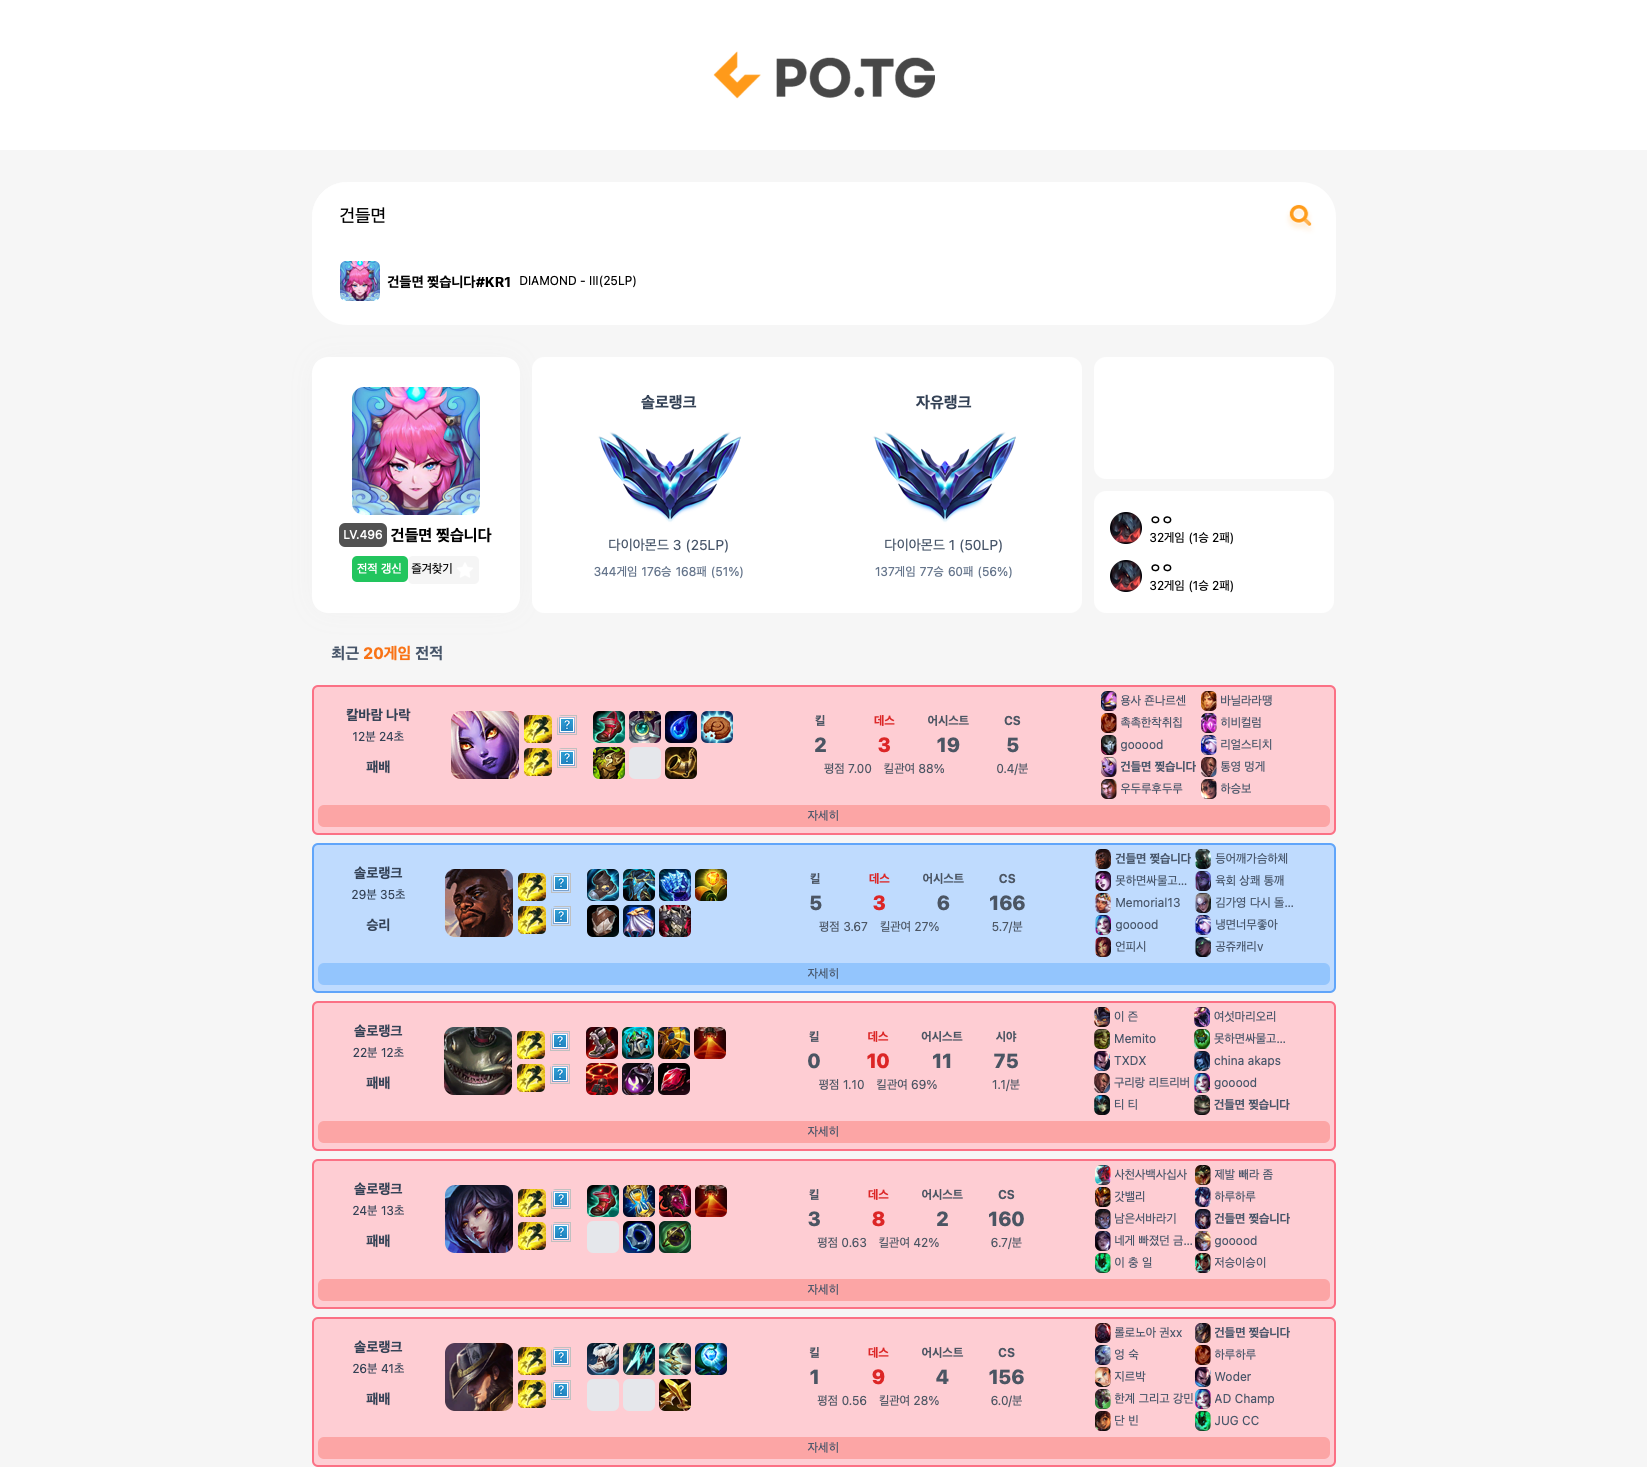 PO.TG
건들면
건들면 찢습니다#KR1 DIAMOND - III(25LP)
LV.496 건들면 찢습니다
전적 갱신 즐겨찾기
솔로랭크
다이아몬드 3 (25LP)
344게임 176승 168패 (51%)
자유랭크
다이아몬드 1 (50LP)
137게임 77승 60패 (56%)
ㅇㅇ
32게임 (1승 2패)
ㅇㅇ
32게임 (1승 2패)
최근 20게임 전적
칼바람 나락
12분 24초
패배
킬 데스 어시스트 CS
2 3 19 5
평점 7.00 킬관여 88% 0.4/분
용사 죤나르센 바닐라라떙
촉촉한착취칩 히비컬럼
gooood 리얼스티치
건들면 찢습니다 통영 멍게
우두루후두루 하승보
자세히
솔로랭크
29분 35초
승리
킬 데스 어시스트 CS
5 3 6 166
평점 3.67 킬관여 27% 5.7/분
건들면 찢습니다 등어깨가슴하체
못하면싸물고... 육회 상쾌 통깨
Memorial13 김가영 다시 돌...
gooood 냉면너무좋아
언피시 공쥬캐리v
자세히
솔로랭크
22분 12초
패배
킬 데스 어시스트 시야
0 10 11 75
평점 1.10 킬관여 69% 1.1/분
이 즌 여섯마리오리
Memito 못하면싸물고...
TXDX china akaps
구리랑 리트리버 gooood
티 티 건들면 찢습니다
자세히
솔로랭크
24분 13초
패배
킬 데스 어시스트 CS
3 8 2 160
평점 0.63 킬관여 42% 6.7/분
사천사백사십사 제발 빼라 좀
갓밸리 하루하루
남은서바라기 건들면 찢습니다
네게 빠졌던 금... gooood
이 충 일 저승이승이
자세히
솔로랭크
26분 41초
패배
킬 데스 어시스트 CS
1 9 4 156
평점 0.56 킬관여 28% 6.0/분
롤로노아 권xx 건들면 찢습니다
엉 숙 하루하루
지르박 Woder
한계 그리고 강민 AD Champ
단 빈 JUG CC
자세히